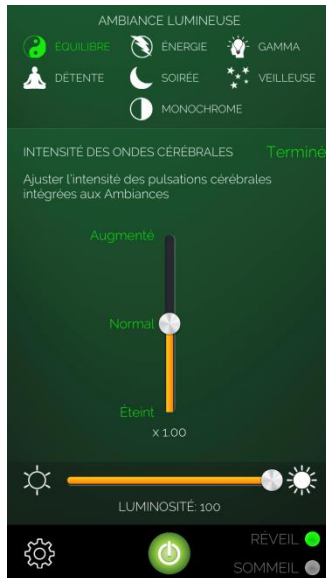 AMBIANCE LUMINEUSE
ÉQUILIBRE ÉNERGIE GAMMA
DÉTENTE SOIRÉE VEILLEUSE
MONOCHROME
INTENSITÉ DES ONDES CÉRÉBRALES Terminé
Ajuster l'intensité des pulsations cérébrales
intégrées aux Ambiances
Augmenté
Normal
Éteint
x 1.00
LUMINOSITÉ: 100
RÉVEIL
SOMMEIL